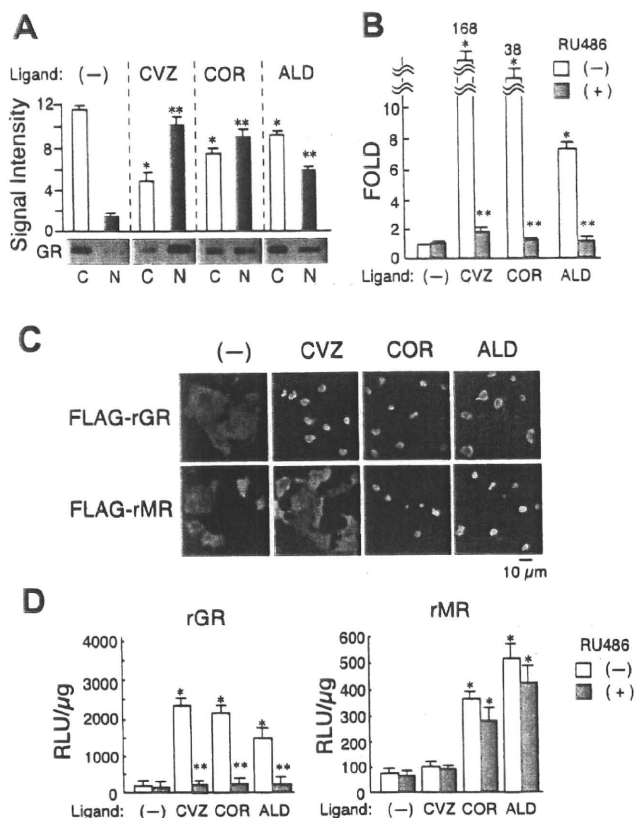 A
Ligand: (—) CVZ COR ALD
Signal Intensity
12
8
4
0
* ** * ** * **
GR
C N C N C N C N
B
RU486
(-)
(+)
168
38
FOLD
10
8
6
4
2
0
* ** * ** * **
Ligand: (-) CVZ COR ALD
C
(—) CVZ COR ALD
FLAG-rGR
FLAG-rMR
10 µm
D
rGR
RLU/µg
4000
3000
2000
1000
0000
* ** * ** * **
Ligand: (—) CVZ COR ALD
rMR
RLU/µg
600
500
400
300
200
100
0
* * * *
Ligand: (—) CVZ COR ALD
RU486
(—)
(+)